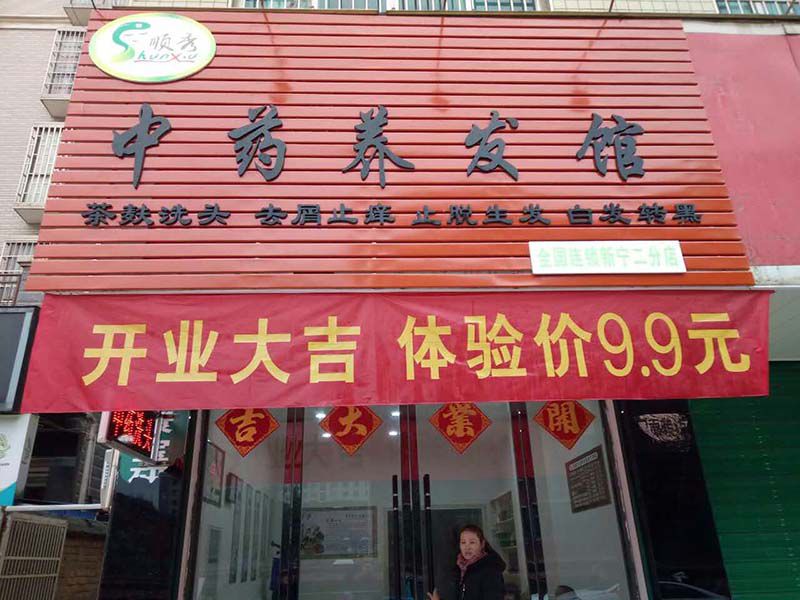 顺秀
Shunxiu
中药养发馆
茶麸洗头 去屑止痒 止脱生发 白发转黑
全国连锁新宁二分店
开业大吉 体验价9.9元
吉大業開